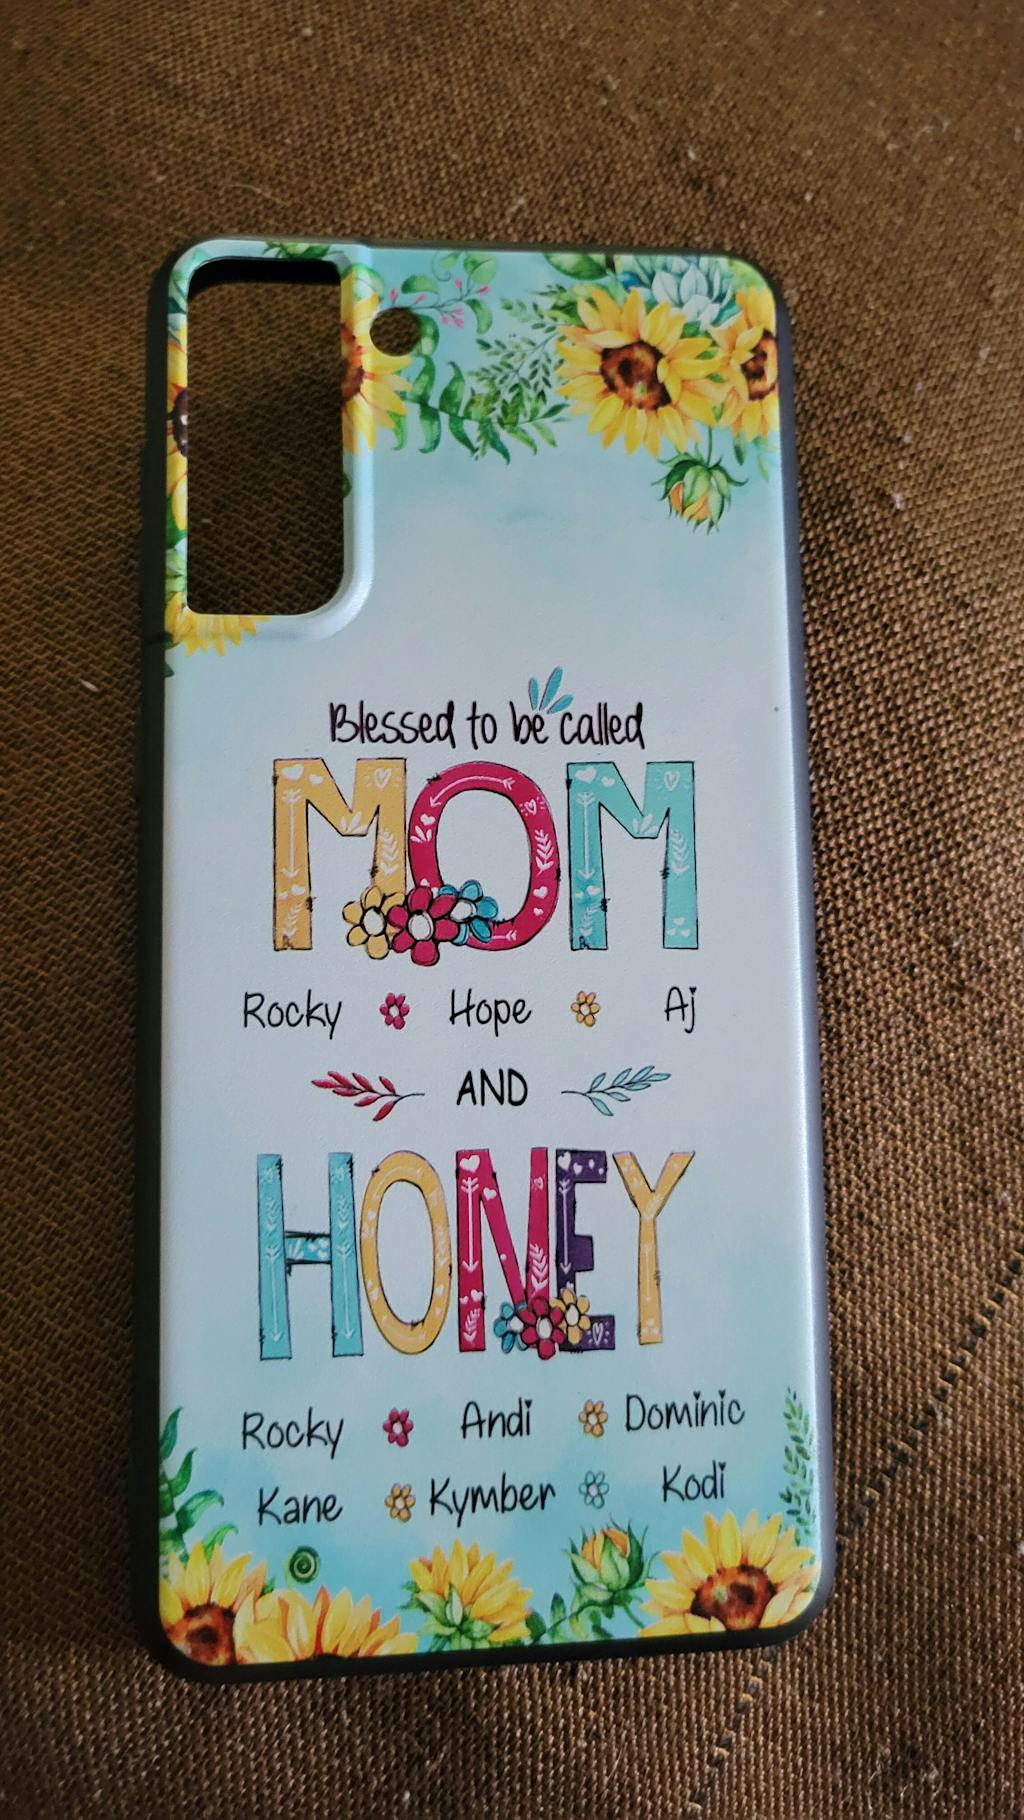 Blessed to be called
MOM
Rocky Hope Aj
AND
HONEY
Rocky Andi Dominic
Kane Kymber Kodi